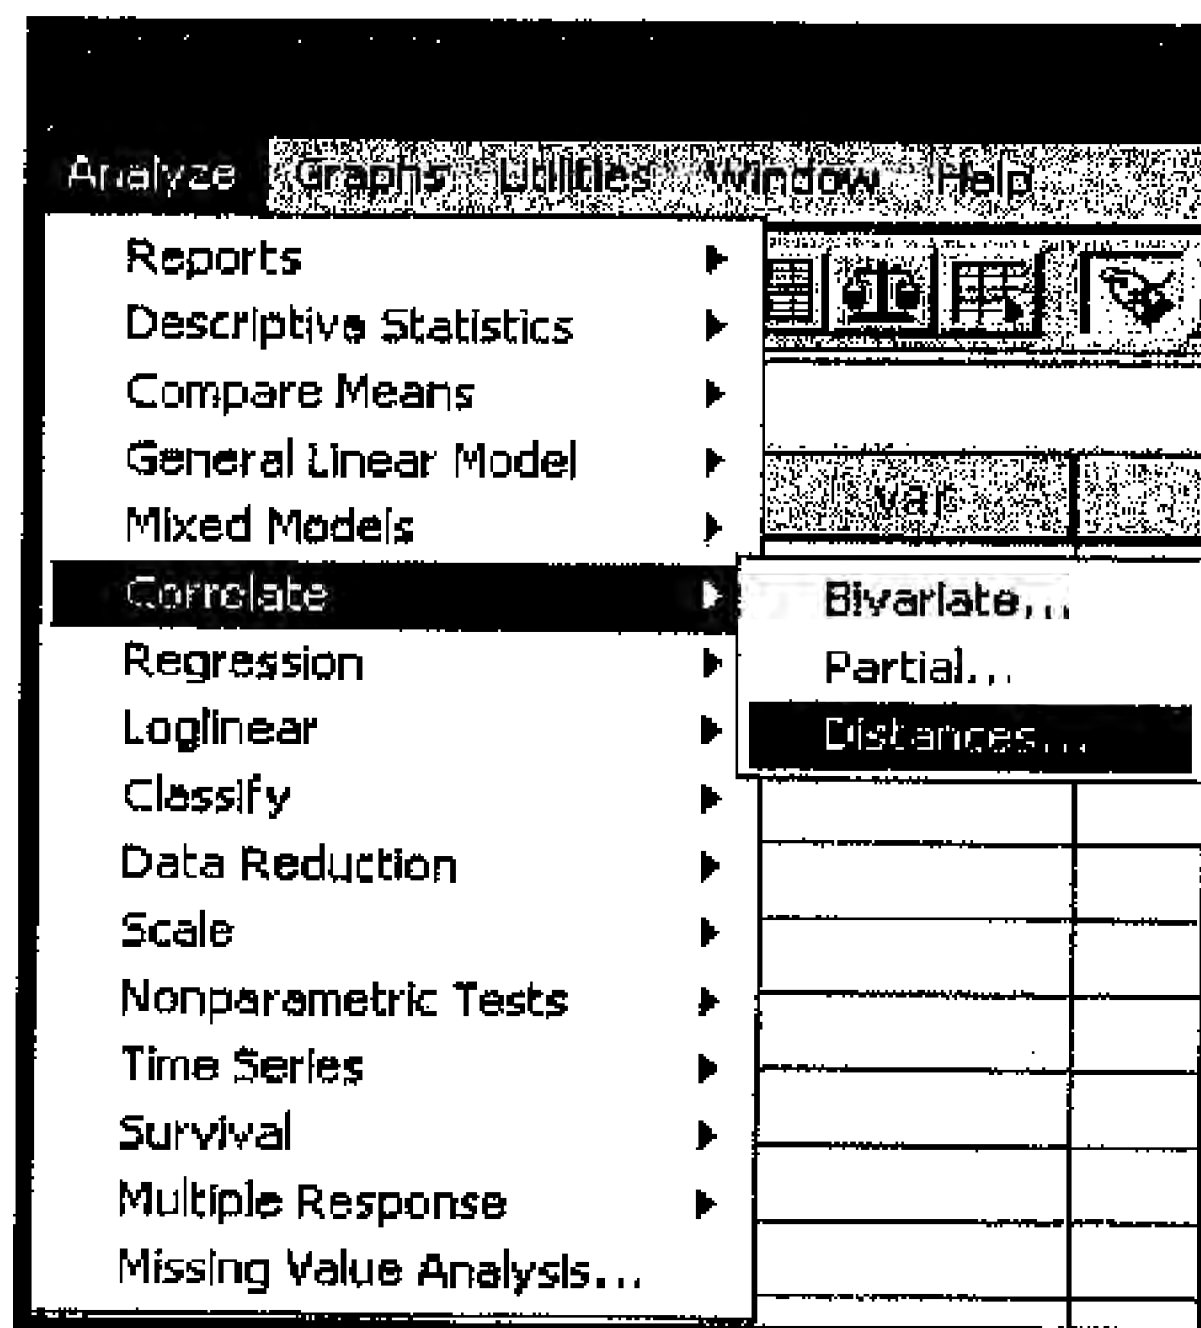 Analyze Graphs Utilities Window Help
Reports
Descriptive Statistics
Compare Means
General Linear Model
Mixed Models
var
Correlate
Bivariate...
Partial...
Distances...
Regression
Loglinear
Classify
Data Reduction
Scale
Nonparametric Tests
Time Series
Survival
Multiple Response
Missing Value Analysis...